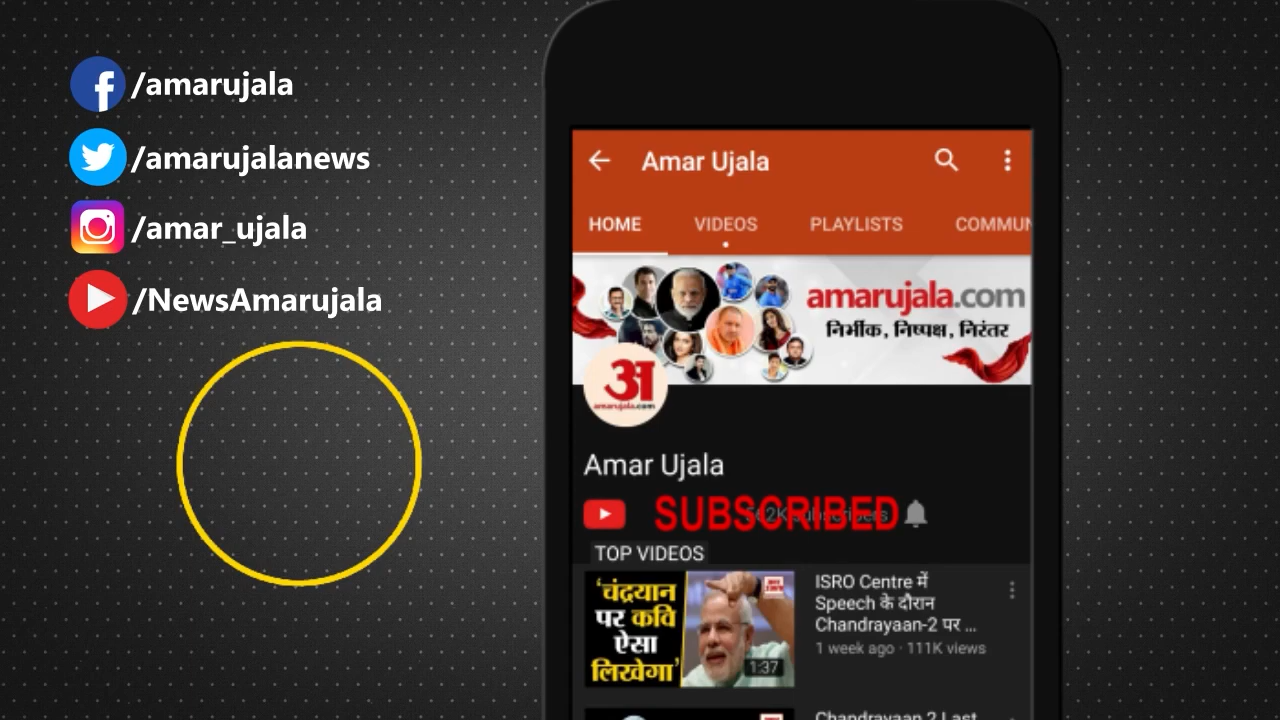 /amarujala
/amarujalanews
/amar_ujala
/NewsAmarujala
Amar Ujala
HOME VIDEOS PLAYLISTS COMMUN
amarujala.com
निर्भीक, निष्पक्ष, निरंतर
अ
amarujala.com
Amar Ujala
SUBSCRIBED
subscribers
TOP VIDEOS
'चंद्रयान
पर कवि
ऐसा
लिखेगा'
1:37
ISRO Centre में
Speech के दौरान
Chandrayaan-2 पर ...
1 week ago · 111K views
Chandrayaan 2 Last